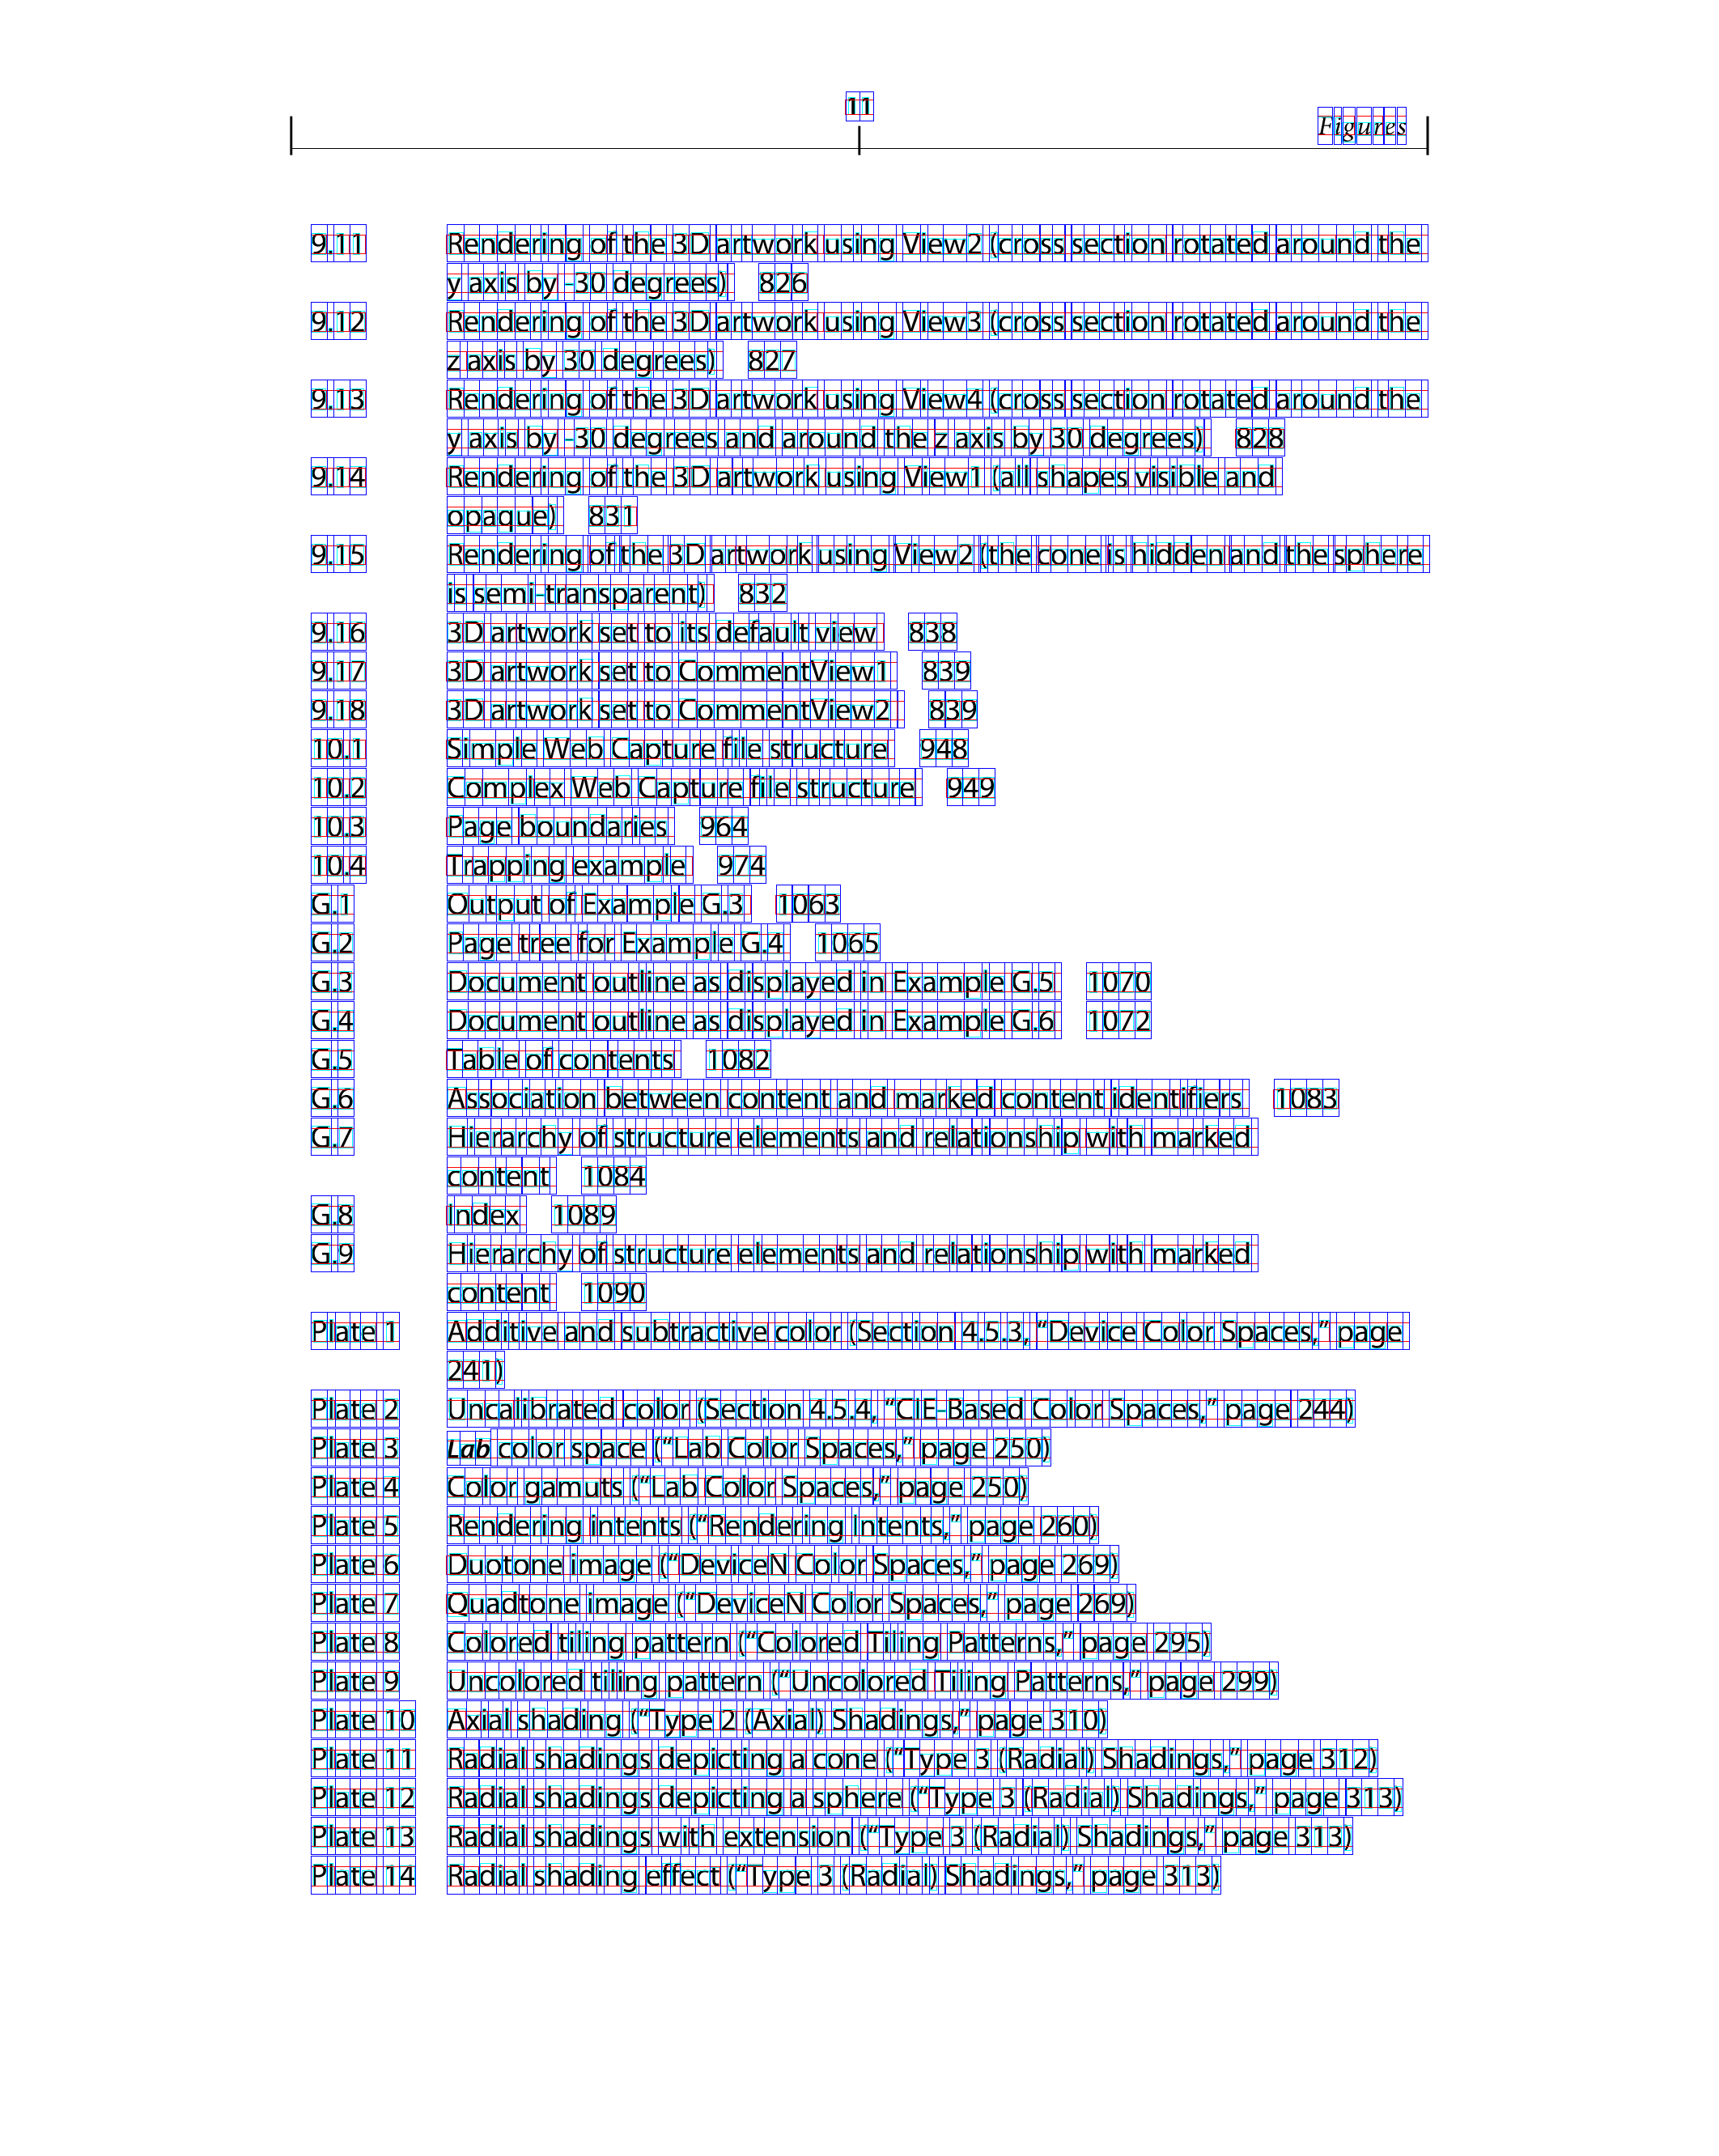 11
Figures
9.11 Rendering of the 3D artwork using View2 (cross section rotated around the
y axis by -30 degrees) 826
9.12 Rendering of the 3D artwork using View3 (cross section rotated around the
z axis by 30 degrees) 827
9.13 Rendering of the 3D artwork using View4 (cross section rotated around the
y axis by -30 degrees and around the z axis by 30 degrees) 828
9.14 Rendering of the 3D artwork using View1 (all shapes visible and
opaque) 831
9.15 Rendering of the 3D artwork using View2 (the cone is hidden and the sphere
is semi-transparent) 832
9.16 3D artwork set to its default view 838
9.17 3D artwork set to CommentView1 839
9.18 3D artwork set to CommentView2 839
10.1 Simple Web Capture file structure 948
10.2 Complex Web Capture file structure 949
10.3 Page boundaries 964
10.4 Trapping example 974
G.1 Output of Example G.3 1063
G.2 Page tree for Example G.4 1065
G.3 Document outline as displayed in Example G.5 1070
G.4 Document outline as displayed in Example G.6 1072
G.5 Table of contents 1082
G.6 Association between content and marked content identifiers 1083
G.7 Hierarchy of structure elements and relationship with marked
content 1084
G.8 Index 1089
G.9 Hierarchy of structure elements and relationship with marked
content 1090
Plate 1 Additive and subtractive color (Section 4.5.3, “Device Color Spaces,” page
241)
Plate 2 Uncalibrated color (Section 4.5.4, “CIE-Based Color Spaces,” page 244)
Plate 3 Lab color space (“Lab Color Spaces,” page 250)
Plate 4 Color gamuts (“Lab Color Spaces,” page 250)
Plate 5 Rendering intents (“Rendering Intents,” page 260)
Plate 6 Duotone image (“DeviceN Color Spaces,” page 269)
Plate 7 Quadtone image (“DeviceN Color Spaces,” page 269)
Plate 8 Colored tiling pattern (“Colored Tiling Patterns,” page 295)
Plate 9 Uncolored tiling pattern (“Uncolored Tiling Patterns,” page 299)
Plate 10 Axial shading (“Type 2 (Axial) Shadings,” page 310)
Plate 11 Radial shadings depicting a cone (“Type 3 (Radial) Shadings,” page 312)
Plate 12 Radial shadings depicting a sphere (“Type 3 (Radial) Shadings,” page 313)
Plate 13 Radial shadings with extension (“Type 3 (Radial) Shadings,” page 313)
Plate 14 Radial shading effect (“Type 3 (Radial) Shadings,” page 313)